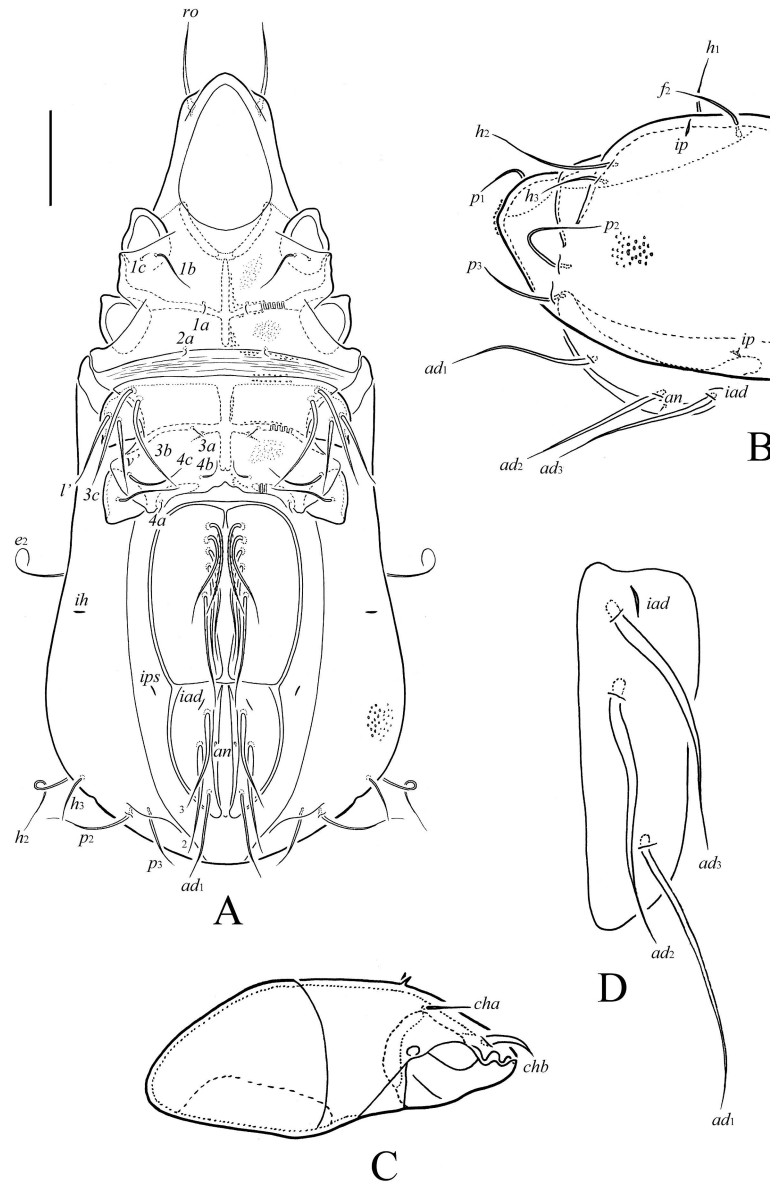 ro
1c 1b
1a
2a
3b 3a
v' 4c 4b
l' 3c
4a
e2
ih
ips iad
an
3
h3
h2 p2
2
p3
ad1
A
h1
f2
h2 ip
p1 h3
p2
p3
ip
ad1
an iad
ad2 ad3
B
iad
ad3
ad2
D
ad1
cha
chb
C